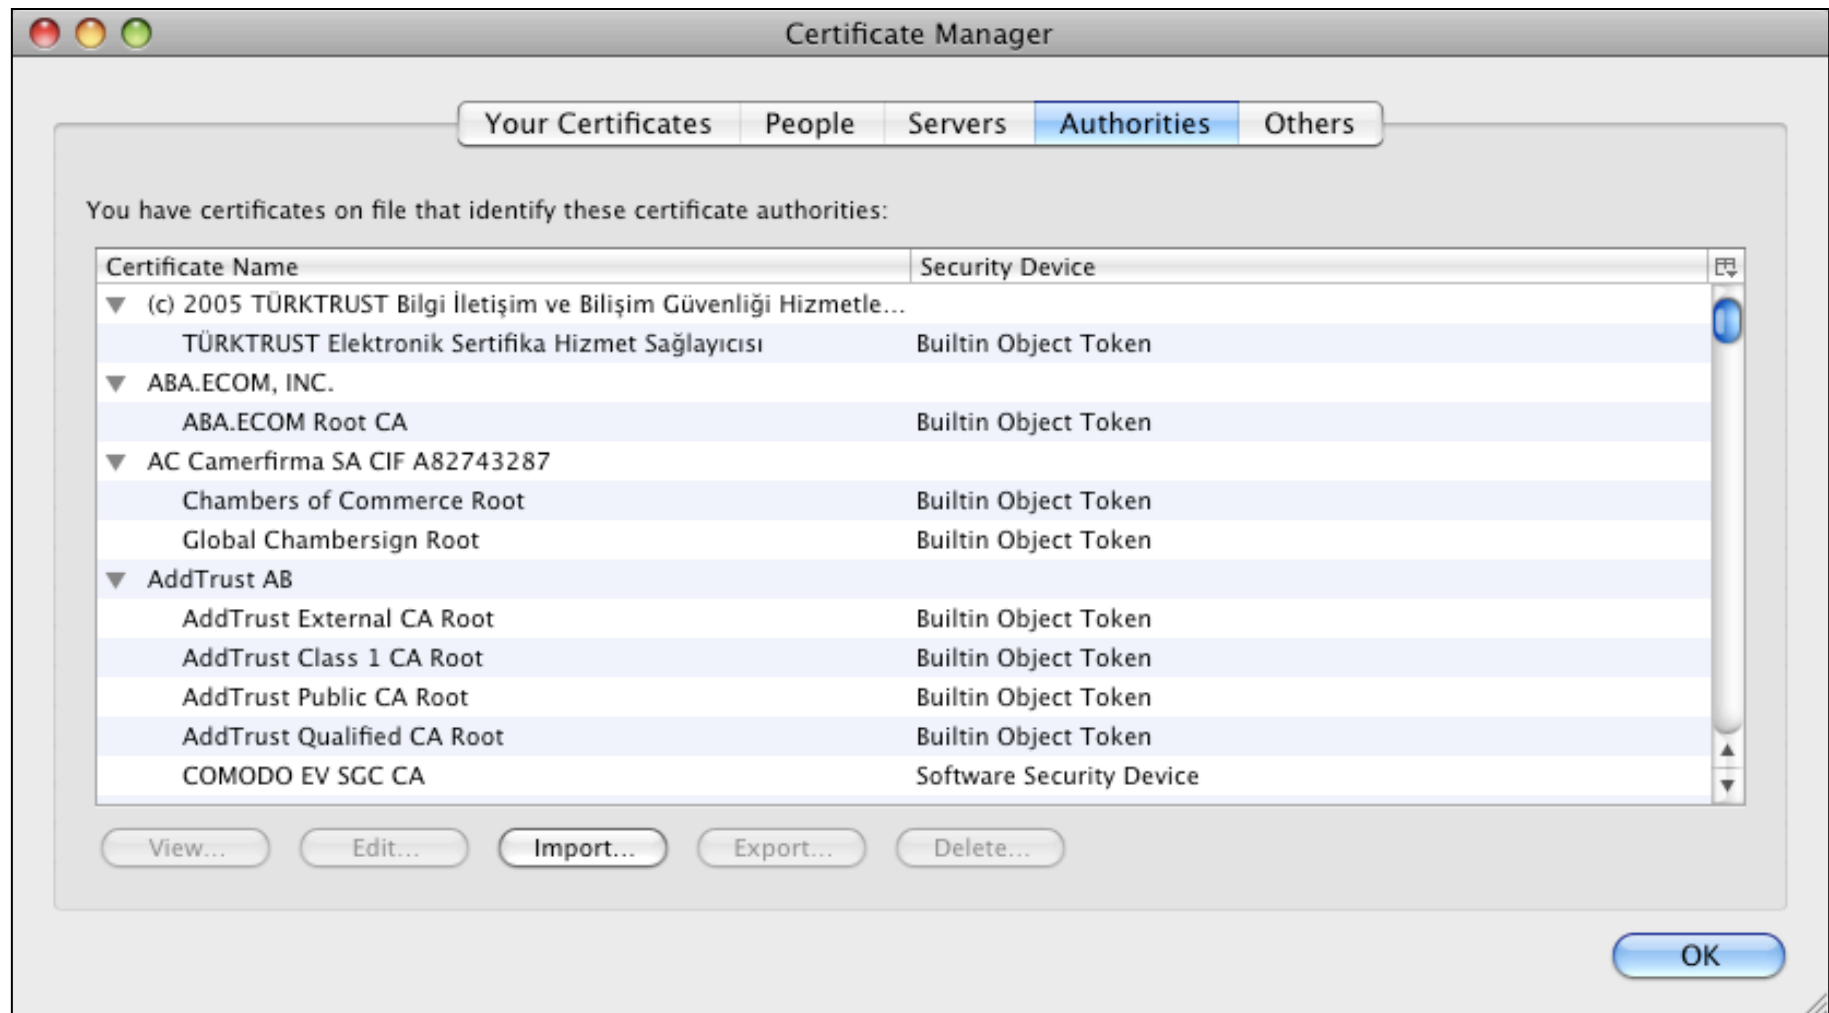 Certificate Manager
Your Certificates People Servers Authorities Others
You have certificates on file that identify these certificate authorities:
Certificate Name Security Device
(c) 2005 TÜRKTRUST Bilgi İletişim ve Bilişim Güvenliği Hizmetle...
TÜRKTRUST Elektronik Sertifika Hizmet Sağlayıcısı Builtin Object Token
ABA.ECOM, INC.
ABA.ECOM Root CA Builtin Object Token
AC Camerfirma SA CIF A82743287
Chambers of Commerce Root Builtin Object Token
Global Chambersign Root Builtin Object Token
AddTrust AB
AddTrust External CA Root Builtin Object Token
AddTrust Class 1 CA Root Builtin Object Token
AddTrust Public CA Root Builtin Object Token
AddTrust Qualified CA Root Builtin Object Token
COMODO EV SGC CA Software Security Device
View... Edit... Import... Export... Delete...
OK